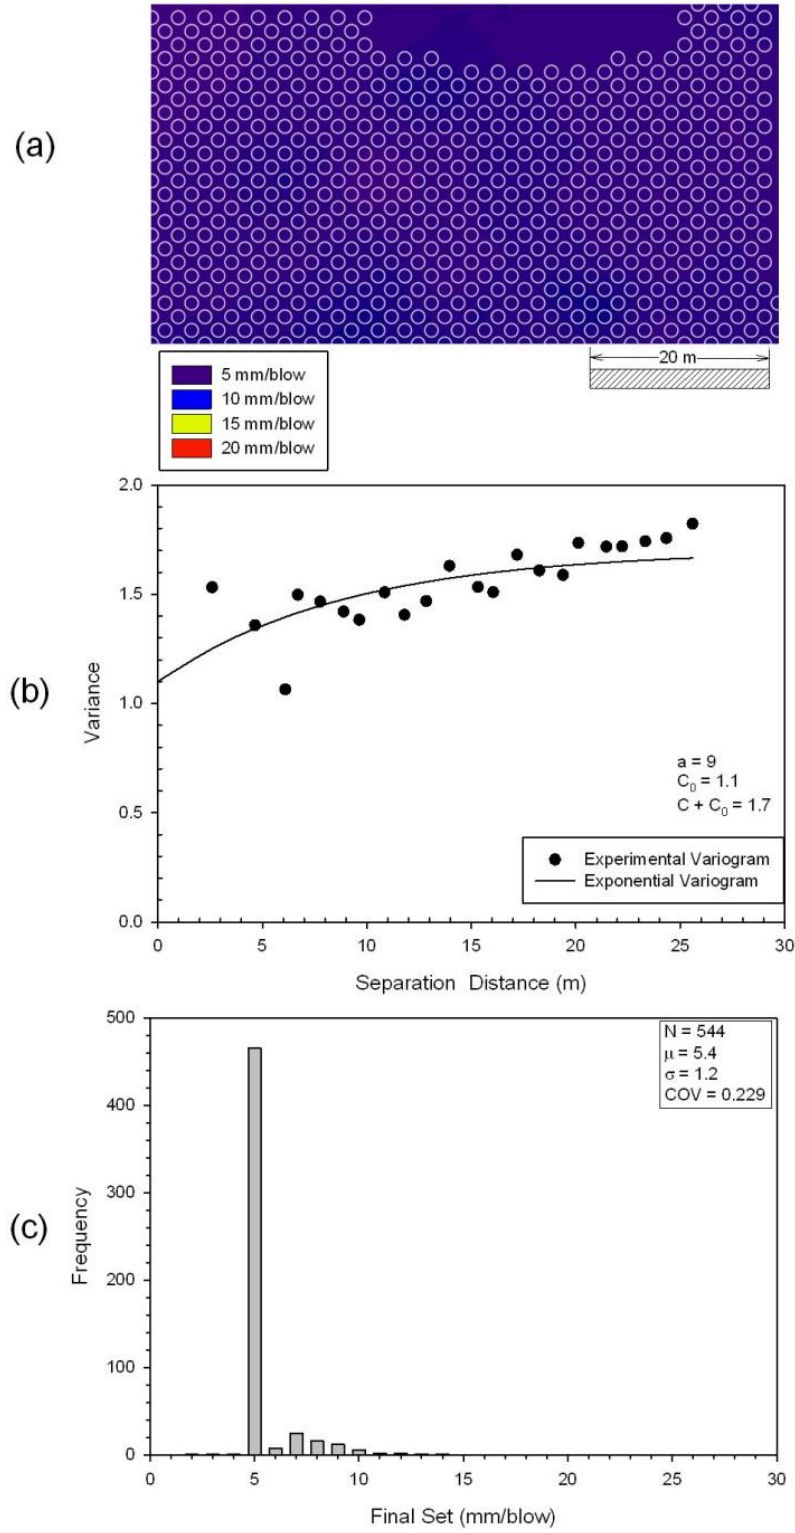 (a)
20 m
5 mm/blow
10 mm/blow
15 mm/blow
20 mm/blow
(b)
Variance
2.0
1.5
1.0
0.5
0.0
a = 9
C₀ = 1.1
C + C₀ = 1.7
Experimental Variogram
Exponential Variogram
0 5 10 15 20 25 30
Separation Distance (m)
(c)
Frequency
500
400
300
200
100
0
N = 544
μ = 5.4
σ = 1.2
COV = 0.229
0 5 10 15 20 25 30
Final Set (mm/blow)